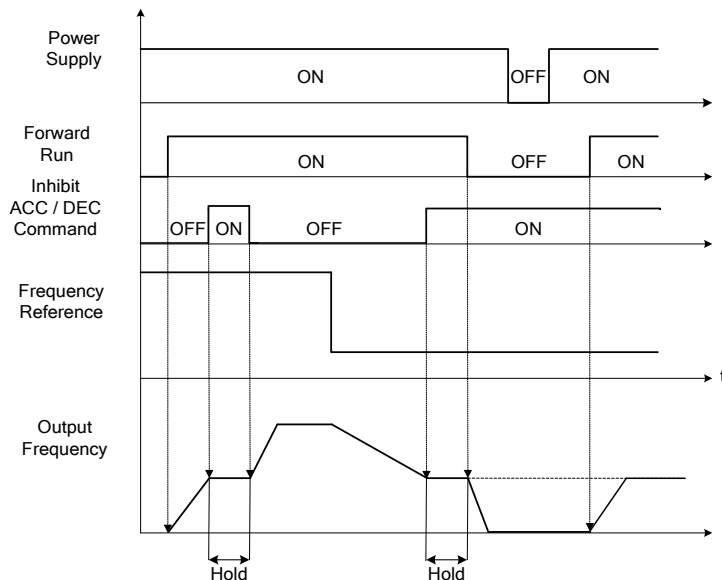 Power
Supply
ON
OFF
ON
Forward
Run
ON
OFF
ON
Inhibit
ACC / DEC
Command
OFF
ON
OFF
ON
Frequency
Reference
t
Output
Frequency
Hold
Hold